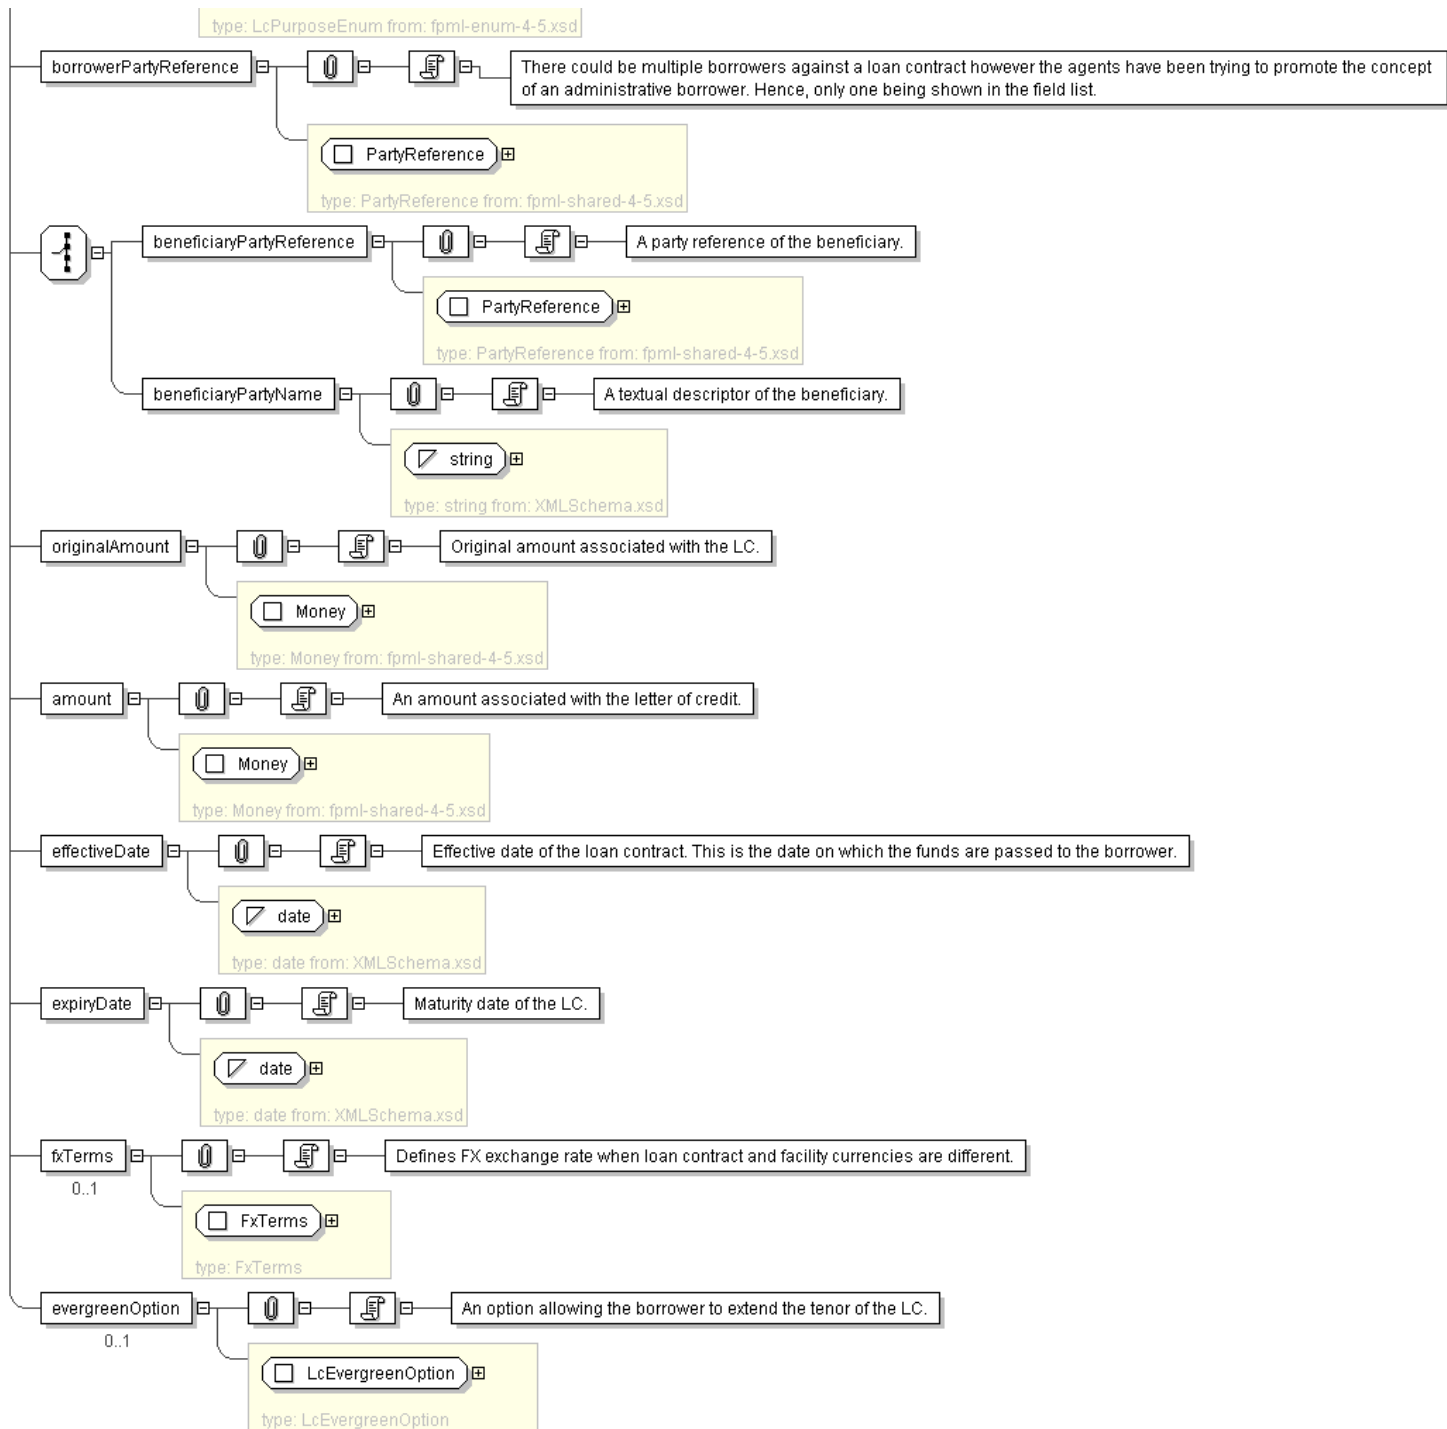 type: LcPurposeEnum from: fpml-enum-4-5.xsd
borrowerPartyReference
There could be multiple borrowers against a loan contract however the agents have been trying to promote the concept
of an administrative borrower. Hence, only one being shown in the field list.
PartyReference
type: PartyReference from: fpml-shared-4-5.xsd
beneficiaryPartyReference
A party reference of the beneficiary.
PartyReference
type: PartyReference from: fpml-shared-4-5.xsd
beneficiaryPartyName
A textual descriptor of the beneficiary.
string
type: string from: XMLSchema.xsd
originalAmount
Original amount associated with the LC.
Money
type: Money from: fpml-shared-4-5.xsd
amount
An amount associated with the letter of credit.
Money
type: Money from: fpml-shared-4-5.xsd
effectiveDate
Effective date of the loan contract. This is the date on which the funds are passed to the borrower.
date
type: date from: XMLSchema.xsd
expiryDate
Maturity date of the LC.
date
type: date from: XMLSchema.xsd
fxTerms
Defines FX exchange rate when loan contract and facility currencies are different.
0..1
FxTerms
type: FxTerms
evergreenOption
An option allowing the borrower to extend the tenor of the LC.
0..1
LcEvergreenOption
type: LcEvergreenOption